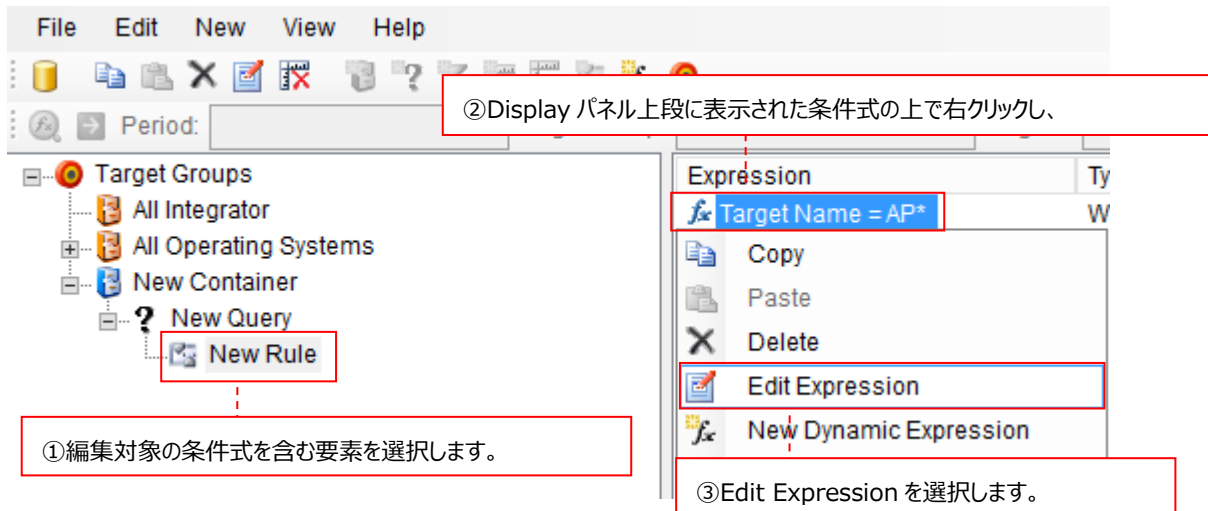 File Edit New View Help
②Display パネル上段に表示された条件式の上で右クリックし、
Period:
Target Groups
All Integrator
All Operating Systems
New Container
? New Query
New Rule
①編集対象の条件式を含む要素を選択します。
Expression Ty
Target Name = AP* W
Copy
Paste
Delete
Edit Expression
New Dynamic Expression
③Edit Expression を選択します。